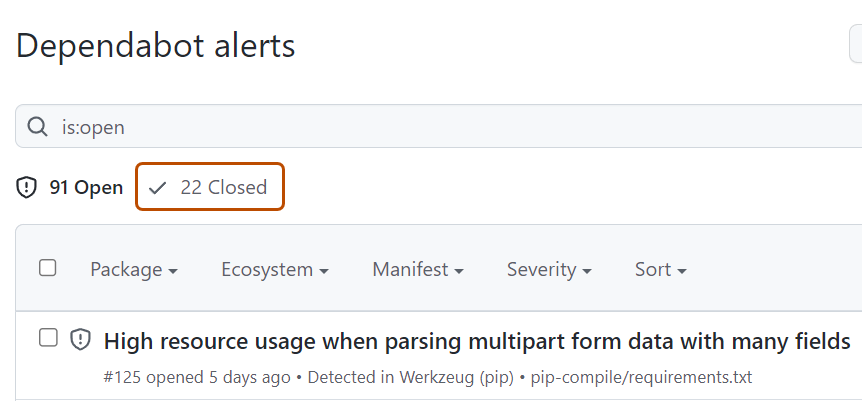 Dependabot alerts
is:open
91 Open 22 Closed
Package Ecosystem Manifest Severity Sort
High resource usage when parsing multipart form data with many fields
#125 opened 5 days ago • Detected in Werkzeug (pip) • pip-compile/requirements.txt